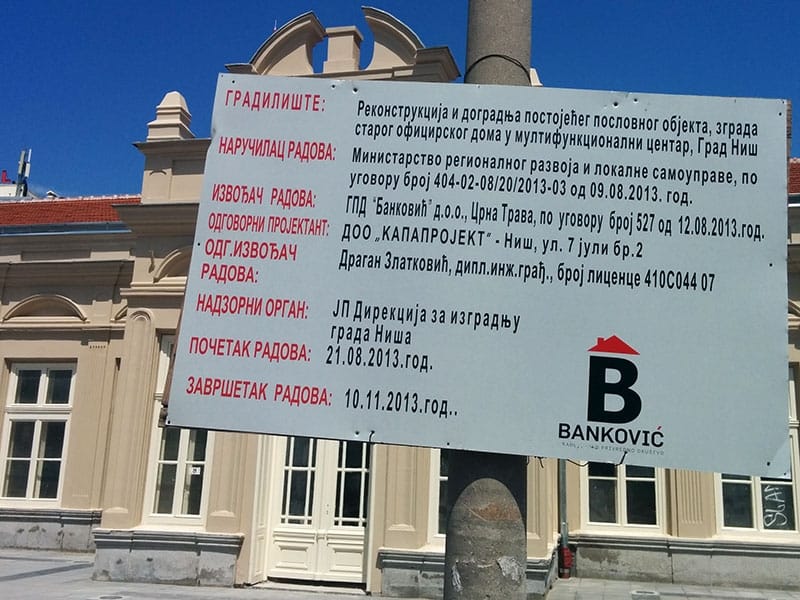 ГРАДИЛИШТЕ: Реконструкција и доградња постојећег пословног објекта, зграда
старог официрског дома у мултифункционални центар, Град Ниш
НАРУЧИЛАЦ РАДОВА: Министарство регионалног развоја и локалне самоуправе, по
уговору број 404-02-08/20/2013-03 од 09.08.2013. год.
ИЗВОЂАЧ РАДОВА: ГПД "Банковић" д.о.о., Црна Трава, по уговору број 527 од 12.08.2013.год.
ОДГОВОРНИ ПРОЈЕКТАНТ: ДОО „КАПАПРОЈЕКТ" - Ниш, ул. 7 јули бр.2
ОДГ.ИЗВОЂАЧ Драган Златковић, дипл.инж.грађ., број лиценце 410С044 07
РАДОВА:
НАДЗОРНИ ОРГАН: ЈП Дирекција за изградњу
града Ниша
ПОЧЕТАК РАДОВА: 21.08.2013.год.
ЗАВРШЕТАК РАДОВА: 10.11.2013.год..
B
BANKOVIĆ
PRIVREDNO DRUŠTVO